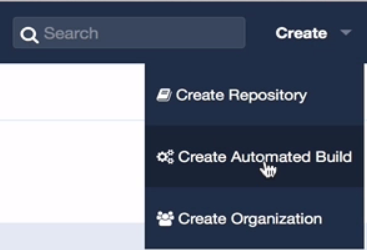 Search
Create
Create Repository
Create Automated Build
Create Organization